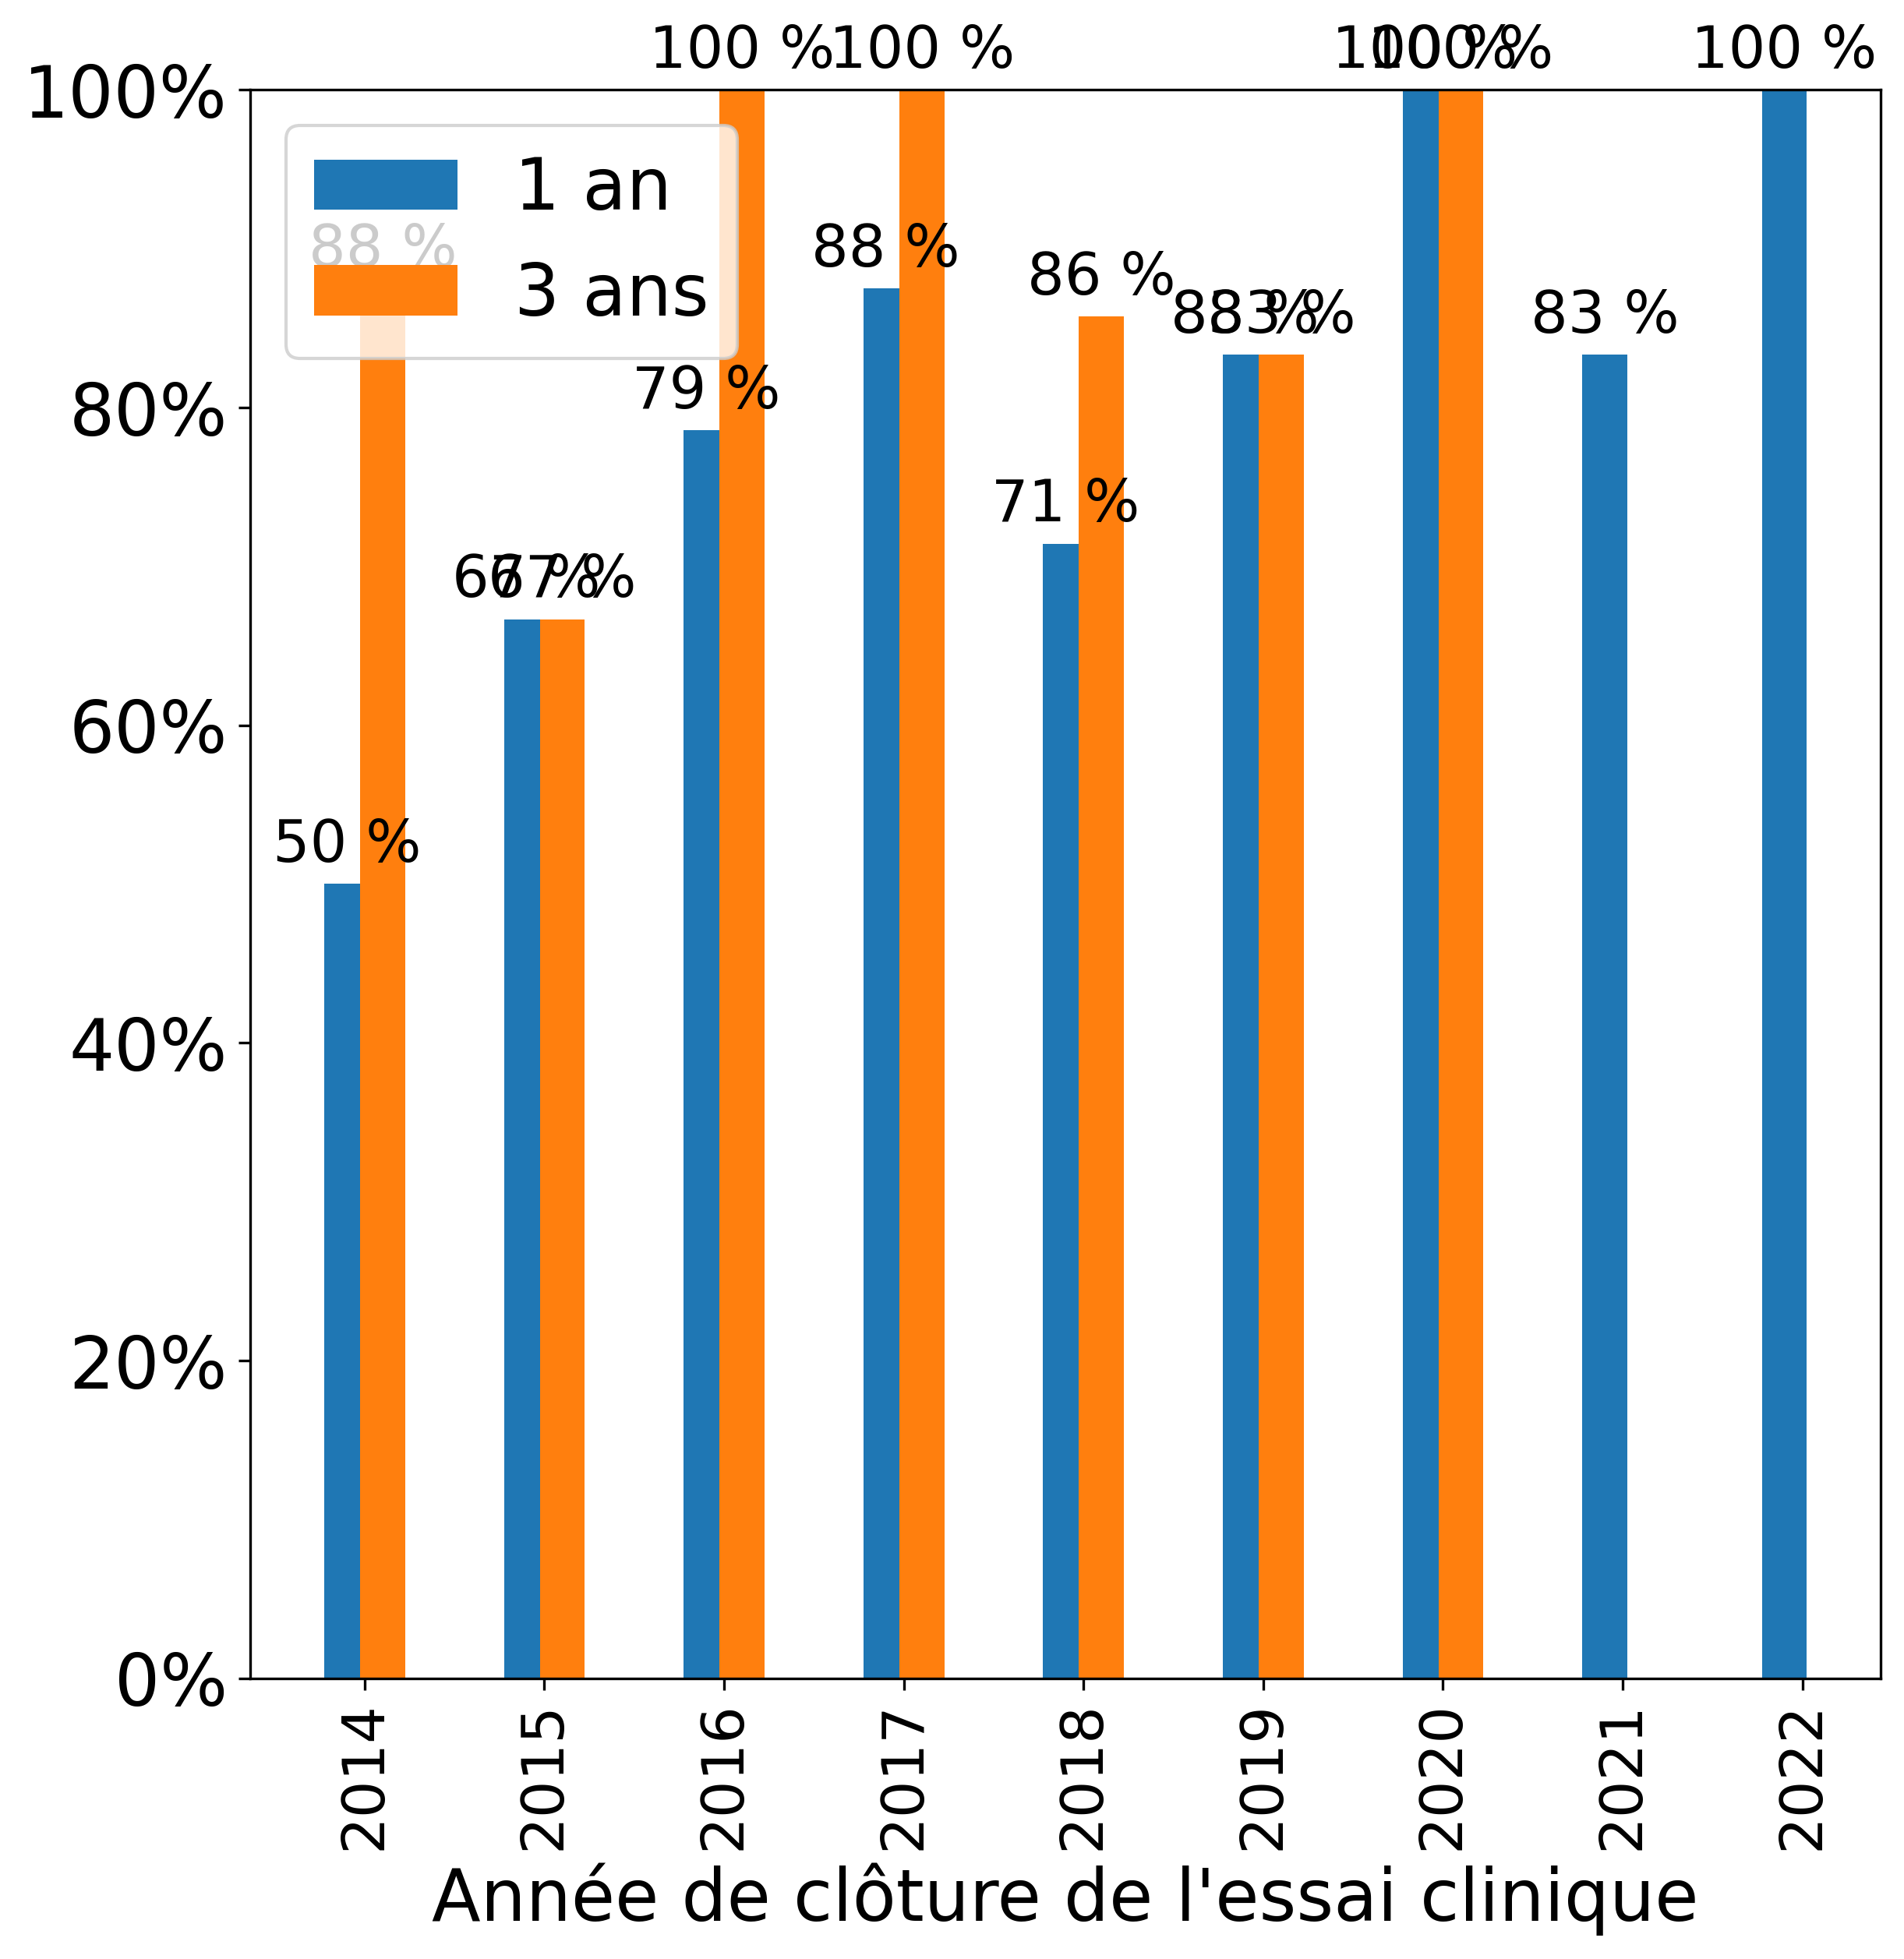 100 % 100 % 100 % 100 % 100 %
100%
1 an
88 %
3 ans
88 %
86 %
83 % 83 %
83 %
79 %
80%
71 %
67 % 67 %
60%
50 %
40%
20%
0%
2014 2015 2016 2017 2018 2019 2020 2021 2022
Année de clôture de l'essai clinique